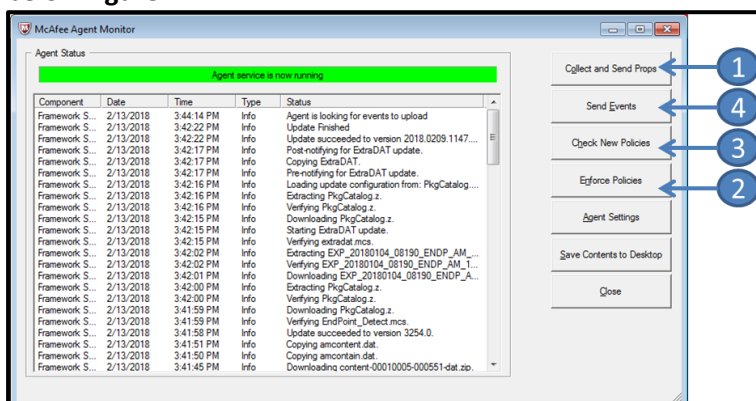 McAfee Agent Monitor
Agent Status
Agent service is now running
Component Date Time Type Status
Framework S... 2/13/2018 3:44:14 PM Info Agent is looking for events to upload
Framework S... 2/13/2018 3:42:22 PM Info Update Finished
Framework S... 2/13/2018 3:42:22 PM Info Update succeeded to version 2018.0209.1147....
Framework S... 2/13/2018 3:42:17 PM Info Post-notifying for ExtraDAT update.
Framework S... 2/13/2018 3:42:17 PM Info Copying ExtraDAT.
Framework S... 2/13/2018 3:42:17 PM Info Pre-notifying for ExtraDAT update.
Framework S... 2/13/2018 3:42:16 PM Info Loading update configuration from: PkgCatalog....
Framework S... 2/13/2018 3:42:16 PM Info Extracting PkgCatalog.z.
Framework S... 2/13/2018 3:42:16 PM Info Verifying PkgCatalog.z.
Framework S... 2/13/2018 3:42:15 PM Info Downloading PkgCatalog.z.
Framework S... 2/13/2018 3:42:15 PM Info Starting ExtraDAT update.
Framework S... 2/13/2018 3:42:15 PM Info Verifying extradat.mcs.
Framework S... 2/13/2018 3:42:02 PM Info Extracting EXP_20180104_08190_ENDP_AM_...
Framework S... 2/13/2018 3:42:02 PM Info Verifying EXP_20180104_08190_ENDP_AM_1...
Framework S... 2/13/2018 3:42:01 PM Info Downloading EXP_20180104_08190_ENDP_A...
Framework S... 2/13/2018 3:42:00 PM Info Extracting PkgCatalog.z.
Framework S... 2/13/2018 3:42:00 PM Info Verifying PkgCatalog.z.
Framework S... 2/13/2018 3:41:59 PM Info Downloading PkgCatalog.z.
Framework S... 2/13/2018 3:41:59 PM Info Verifying EndPoint_Detect.mcs.
Framework S... 2/13/2018 3:41:58 PM Info Update succeeded to version 3254.0.
Framework S... 2/13/2018 3:41:51 PM Info Copying amcontent.dat.
Framework S... 2/13/2018 3:41:50 PM Info Copying amcontain.dat.
Framework S... 2/13/2018 3:41:45 PM Info Downloading content-00010005-000551-dat.zip.
Collect and Send Props 1
Send Events 4
Check New Policies 3
Enforce Policies 2
Agent Settings
Save Contents to Desktop
Close